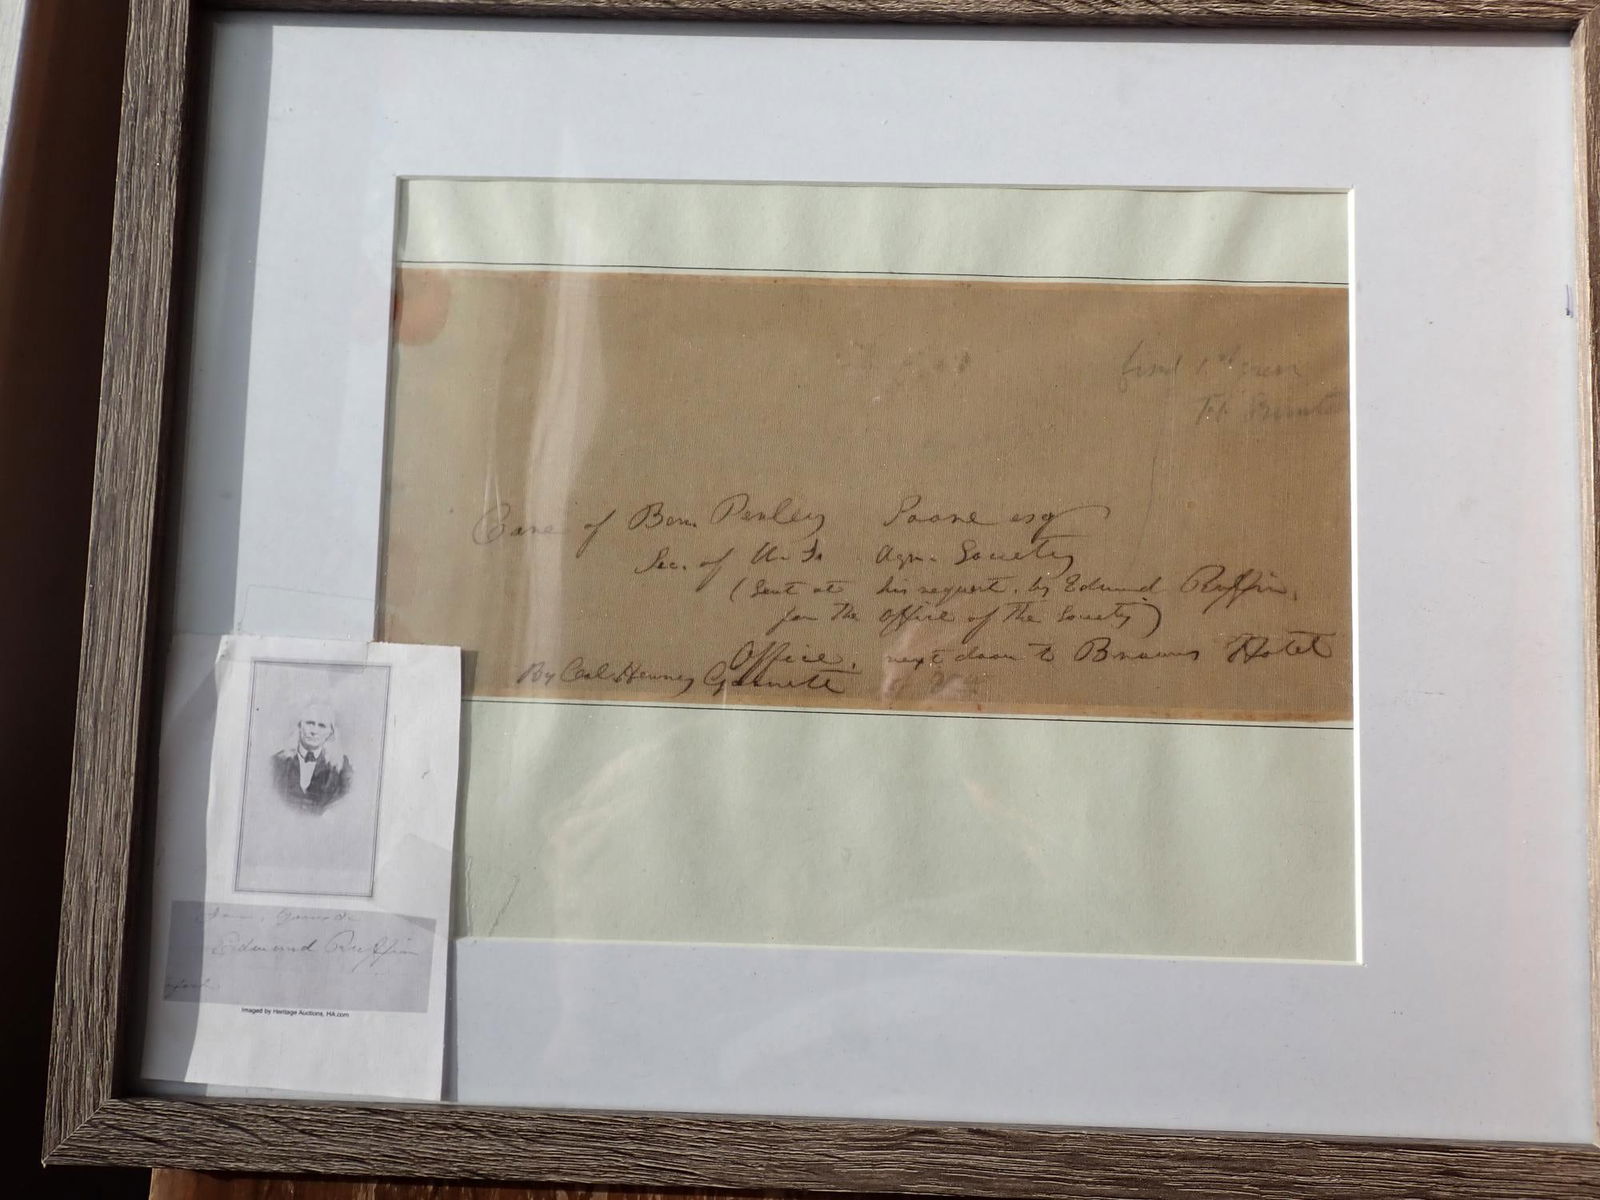 Care of Ben. Perley Poore esq
Sec. of U. S. Agr. Society
(Sent at his request, by Edmund Ruffin,
for the office of the Society)
Office, next door to Browns Hotel
By Col. Henney Garnett
Edmund Ruffin
Imaged by Heritage Auctions, HA.com